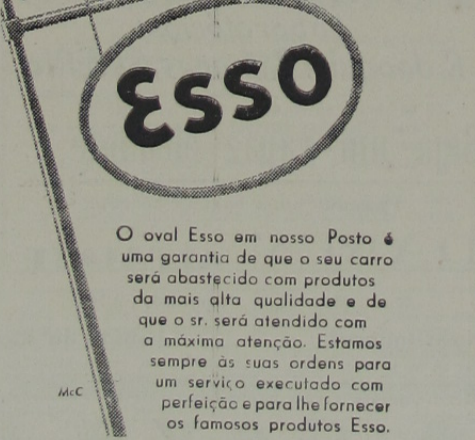 Esso
O oval Esso em nosso Posto é
uma garantia de que o seu carro
será abastecido com produtos
da mais alta qualidade e de
que o sr. será atendido com
a máxima atenção. Estamos
sempre às suas ordens para
um serviço executado com
perfeição e para lhe fornecer
os famosos produtos Esso.
McC